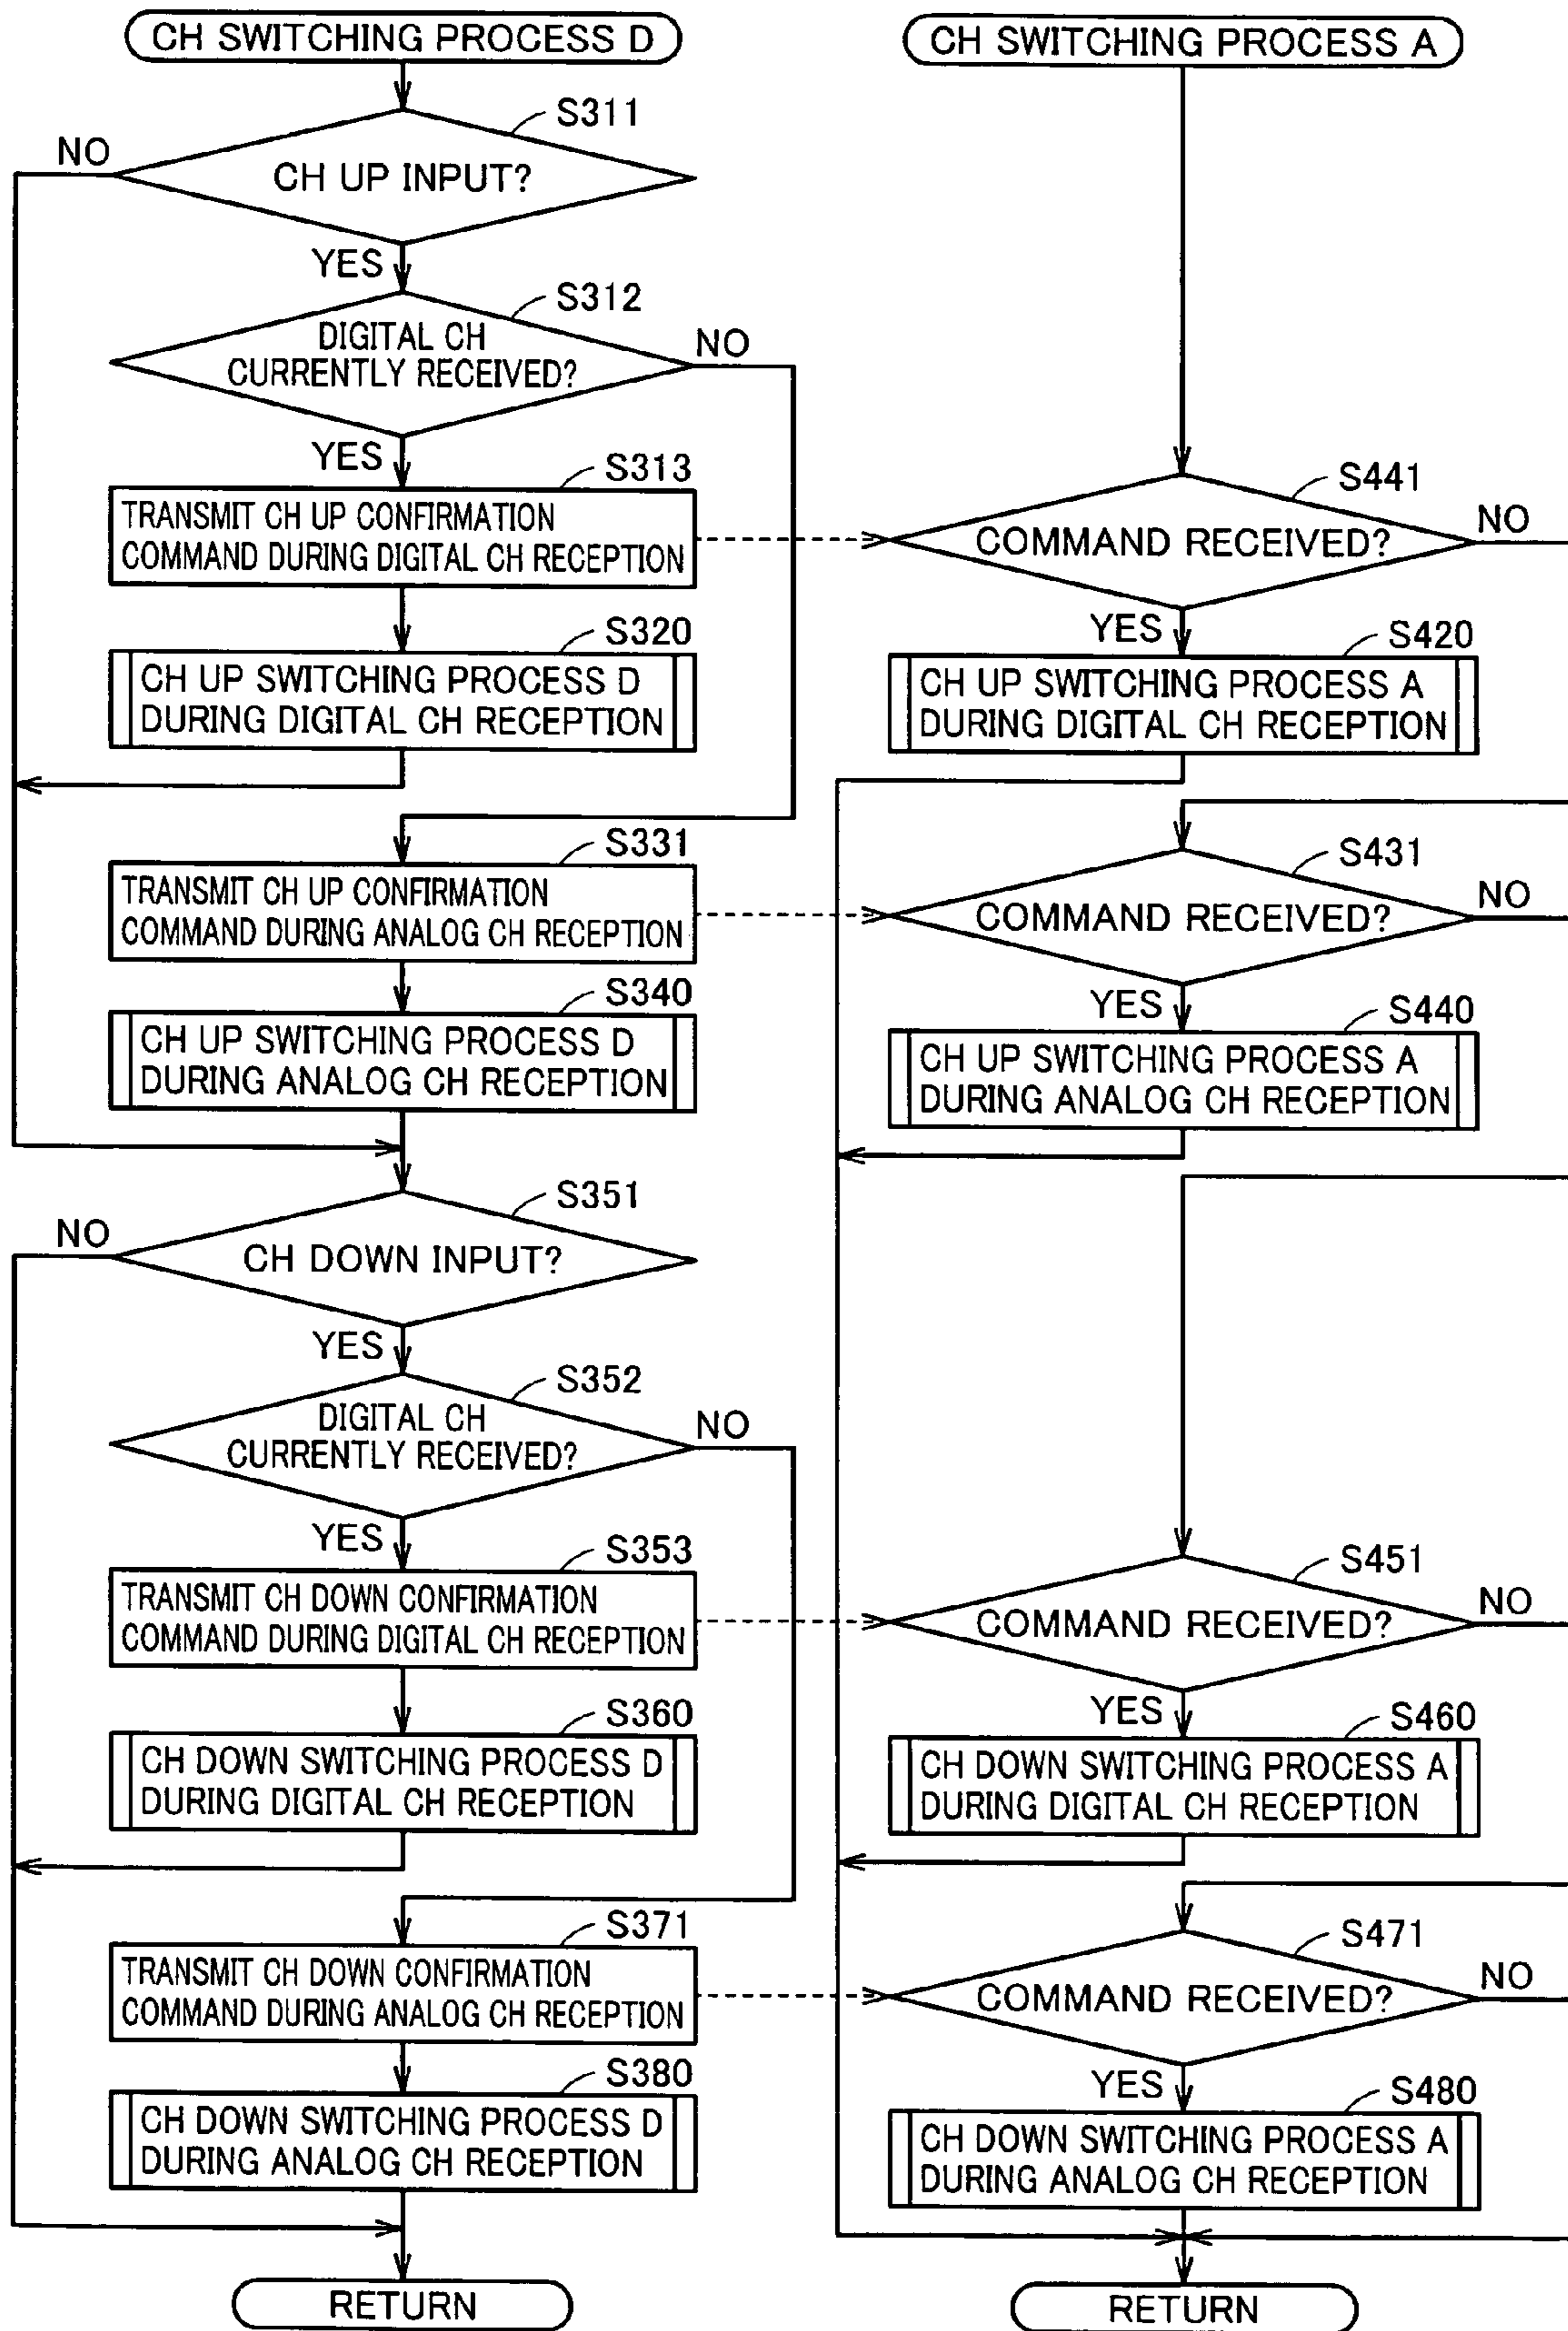 CH SWITCHING PROCESS D
S311
NO
CH UP INPUT?
YES
S312
DIGITAL CH
CURRENTLY RECEIVED?
NO
YES
S313
TRANSMIT CH UP CONFIRMATION
COMMAND DURING DIGITAL CH RECEPTION
S320
CH UP SWITCHING PROCESS D
DURING DIGITAL CH RECEPTION
S331
TRANSMIT CH UP CONFIRMATION
COMMAND DURING ANALOG CH RECEPTION
S340
CH UP SWITCHING PROCESS D
DURING ANALOG CH RECEPTION
S351
NO
CH DOWN INPUT?
YES
S352
DIGITAL CH
CURRENTLY RECEIVED?
NO
YES
S353
TRANSMIT CH DOWN CONFIRMATION
COMMAND DURING DIGITAL CH RECEPTION
S360
CH DOWN SWITCHING PROCESS D
DURING DIGITAL CH RECEPTION
S371
TRANSMIT CH DOWN CONFIRMATION
COMMAND DURING ANALOG CH RECEPTION
S380
CH DOWN SWITCHING PROCESS D
DURING ANALOG CH RECEPTION
RETURN
CH SWITCHING PROCESS A
S441
COMMAND RECEIVED?
NO
YES
S420
CH UP SWITCHING PROCESS A
DURING DIGITAL CH RECEPTION
S431
COMMAND RECEIVED?
NO
YES
S440
CH UP SWITCHING PROCESS A
DURING ANALOG CH RECEPTION
S451
COMMAND RECEIVED?
NO
YES
S460
CH DOWN SWITCHING PROCESS A
DURING DIGITAL CH RECEPTION
S471
COMMAND RECEIVED?
NO
YES
S480
CH DOWN SWITCHING PROCESS A
DURING ANALOG CH RECEPTION
RETURN